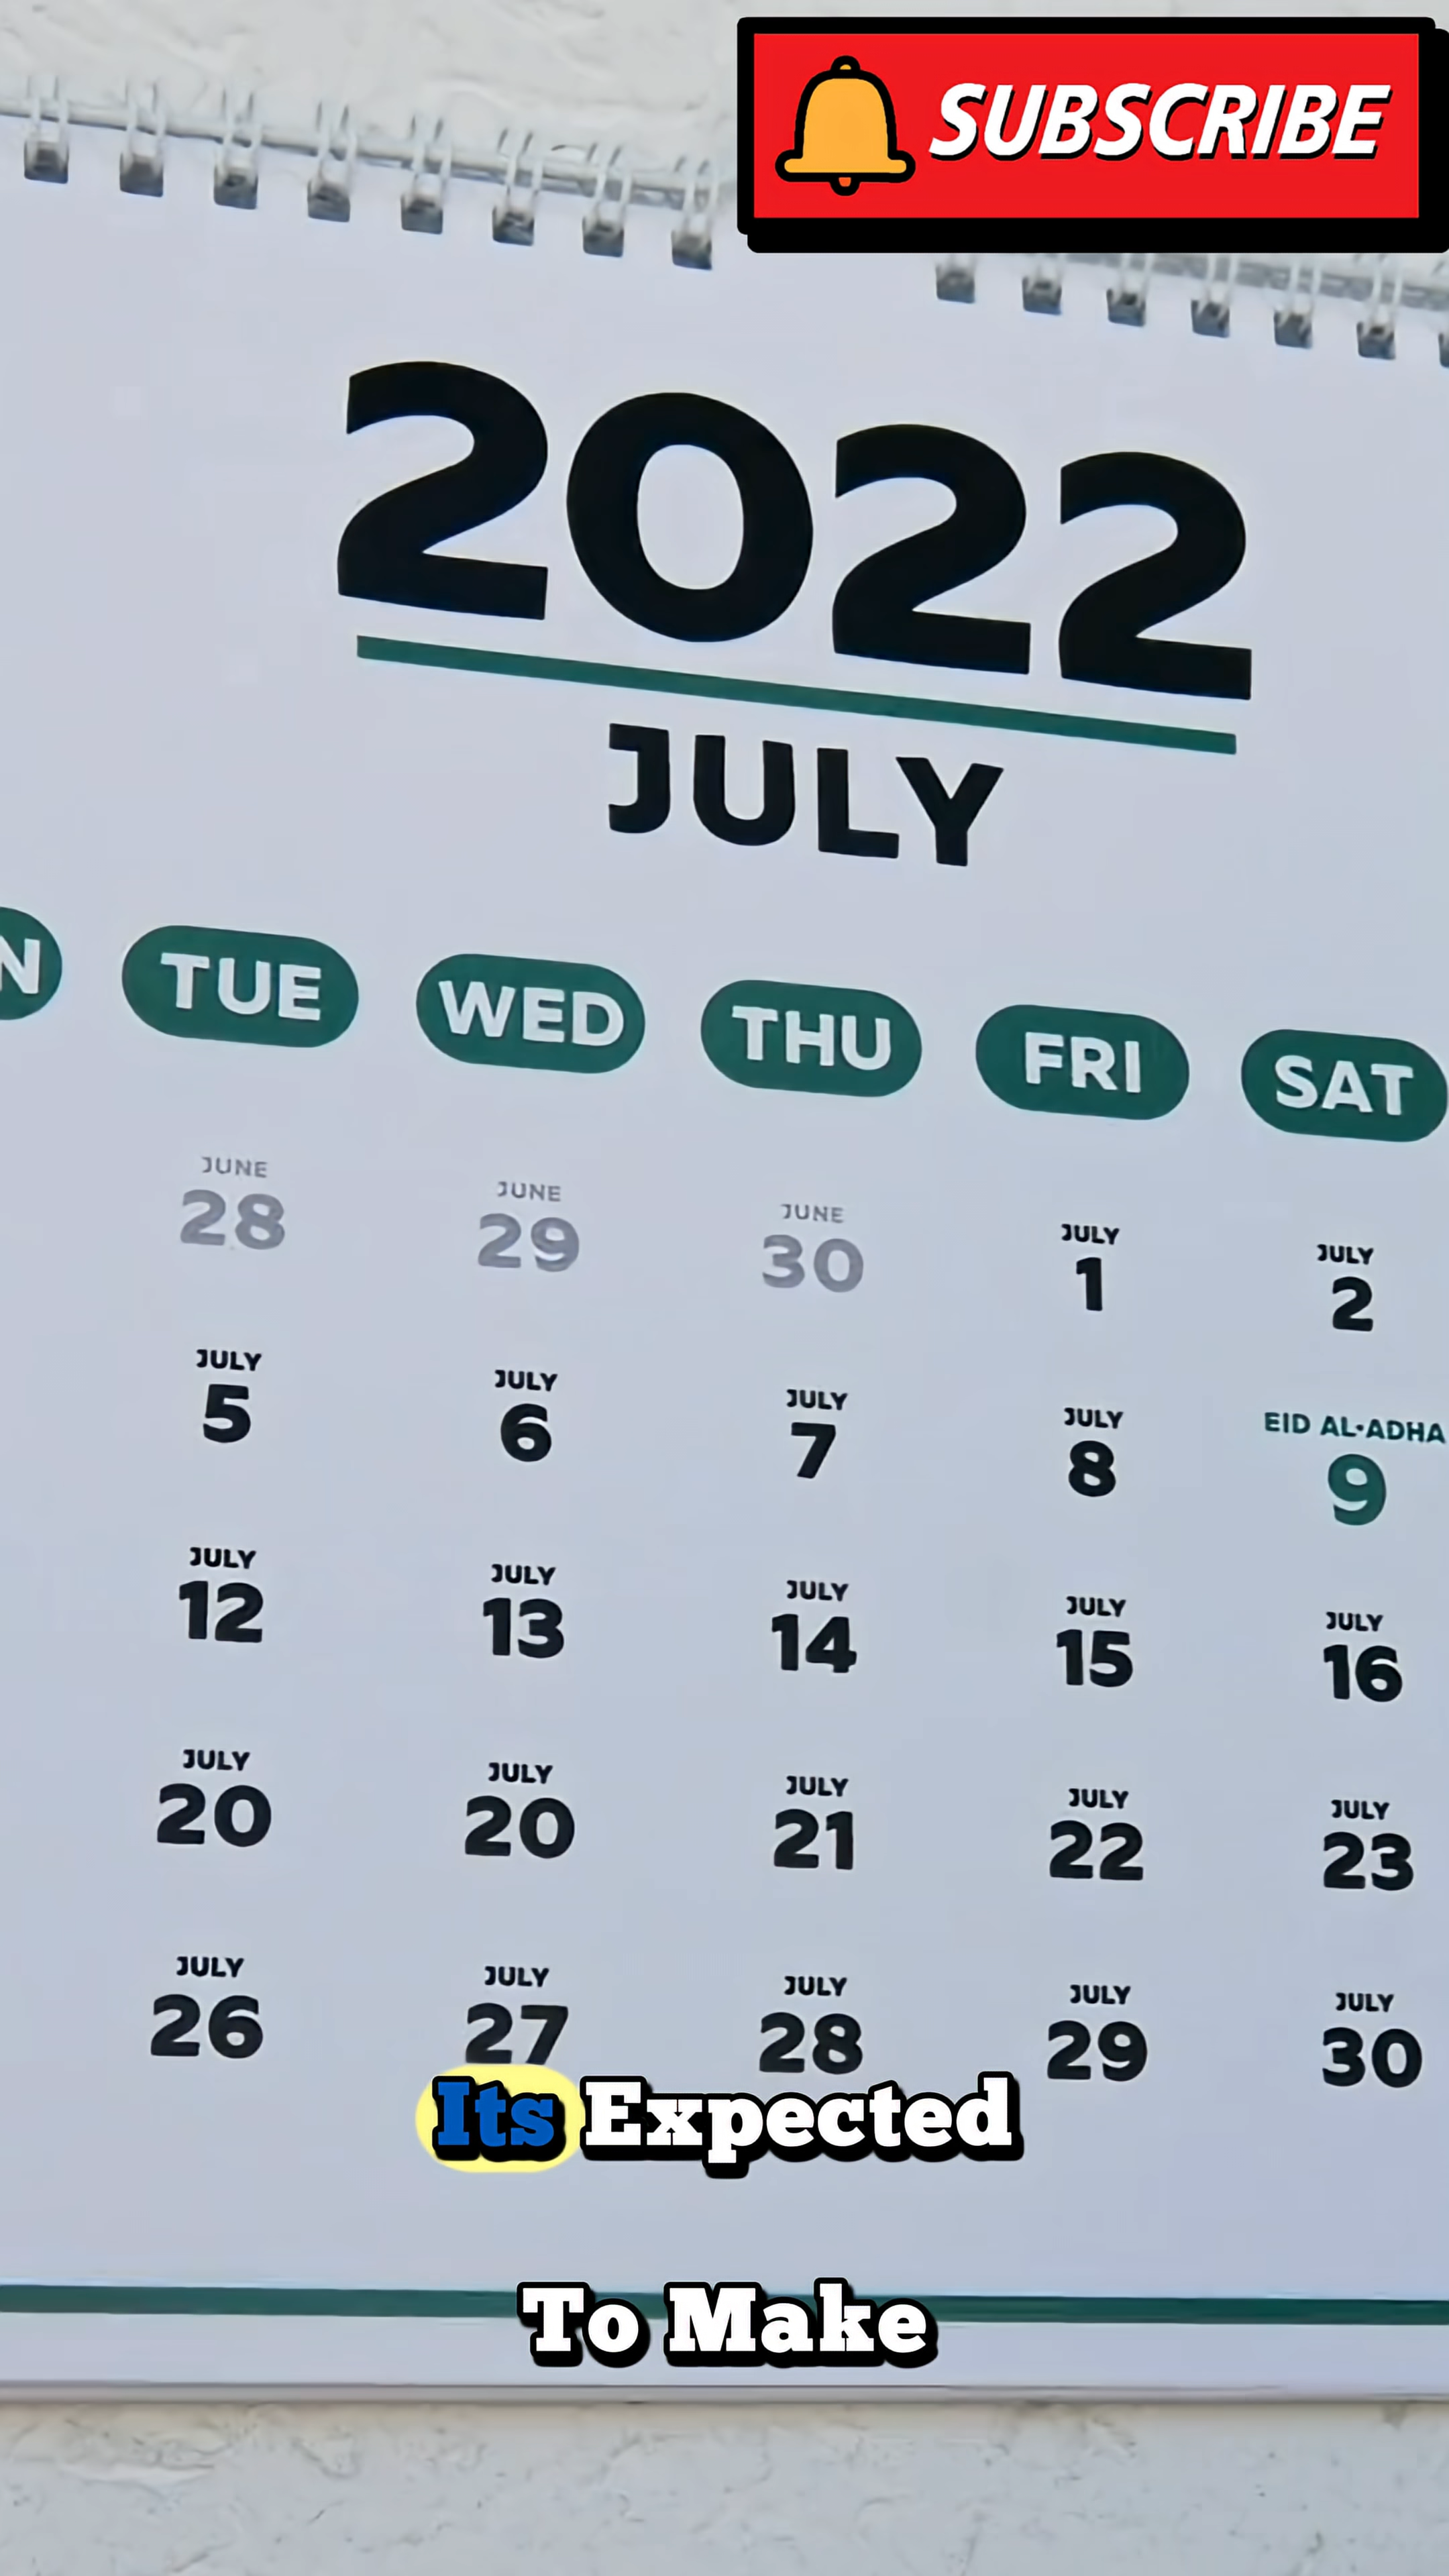 SUBSCRIBE
2022
JULY
N TUE WED THU FRI SAT
JUNE JUNE JUNE JULY JULY
28 29 30 1 2
JULY JULY JULY JULY EID AL-ADHA
5 6 7 8 9
JULY JULY JULY JULY JULY
12 13 14 15 16
JULY JULY JULY JULY JULY
20 20 21 22 23
JULY JULY JULY JULY JULY
26 27 28 29 30
Its Expected
To Make